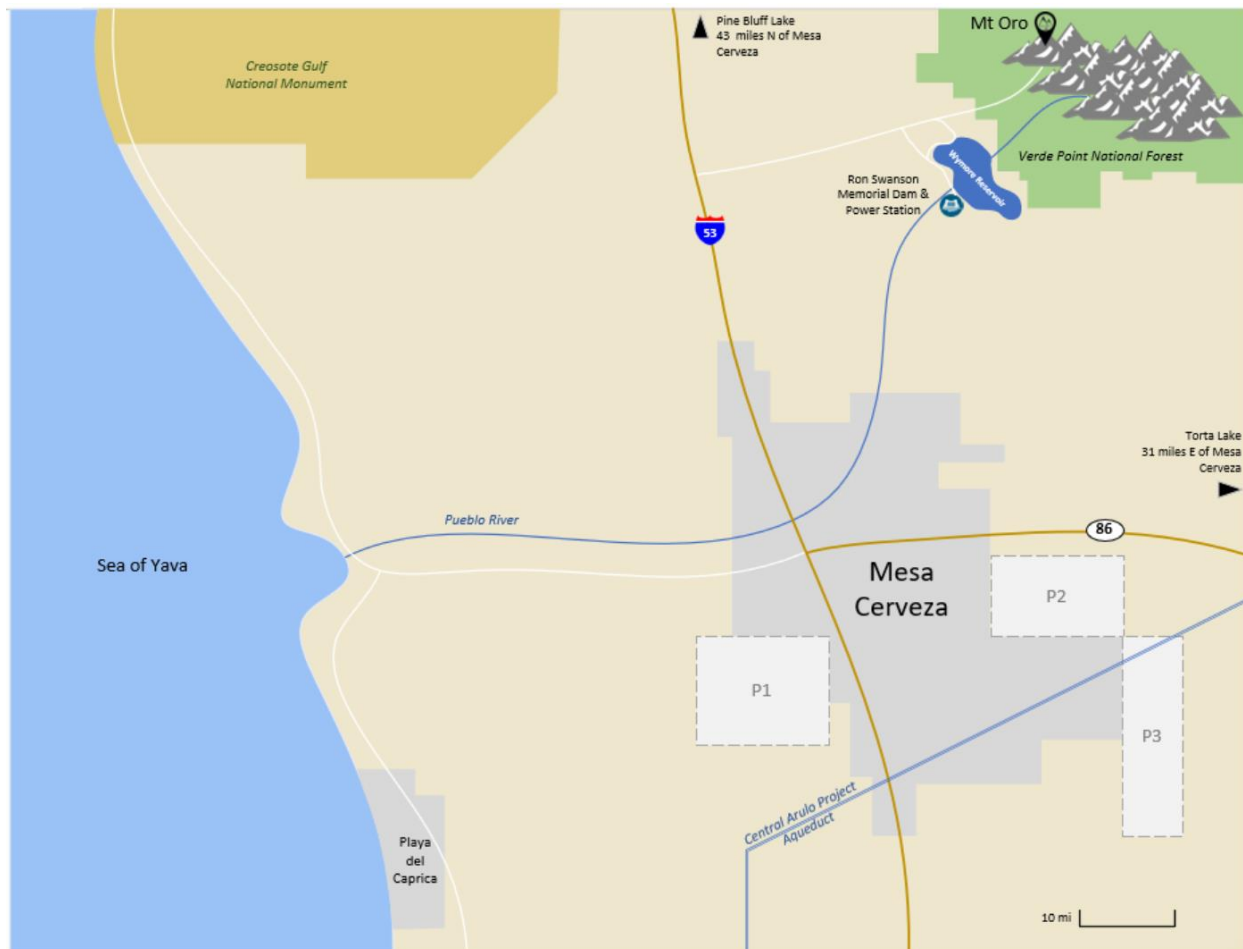 Creosote Gulf
National Monument
Pine Bluff Lake
43 miles N of Mesa
Cerveza
Mt Oro
Verde Point National Forest
Wymore Reservoir
Ron Swanson
Memorial Dam &
Power Station
53
Torta Lake
31 miles E of Mesa
Cerveza
Pueblo River
86
Sea of Yava
Mesa
Cerveza
P2
P1
P3
Central Arulo Project
Aqueduct
Playa
del
Caprica
10 mi